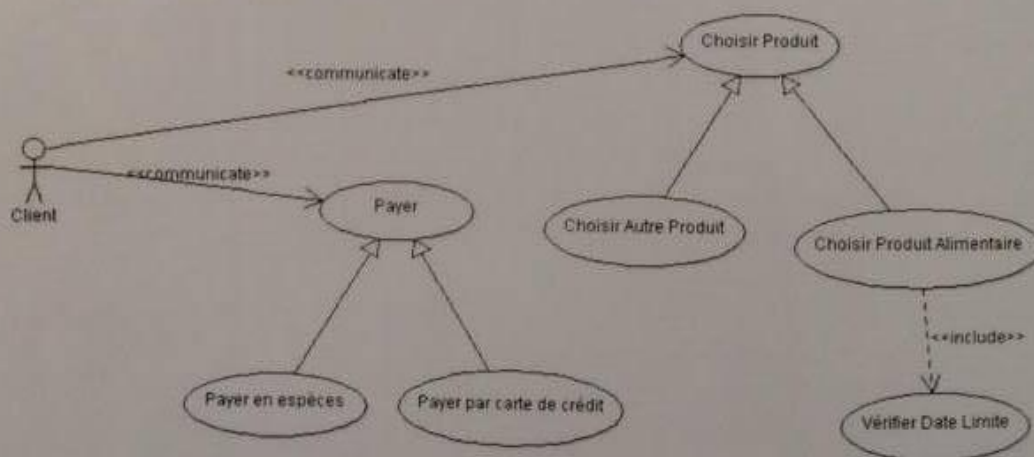 Choisir Produit
<<communicate>>
<<communicate>>
Client
Payer
Choisir Autre Produit
Choisir Produit Alimentaire
<<include>>
Payer en espèces
Payer par carte de crédit
Vérifier Date Limite